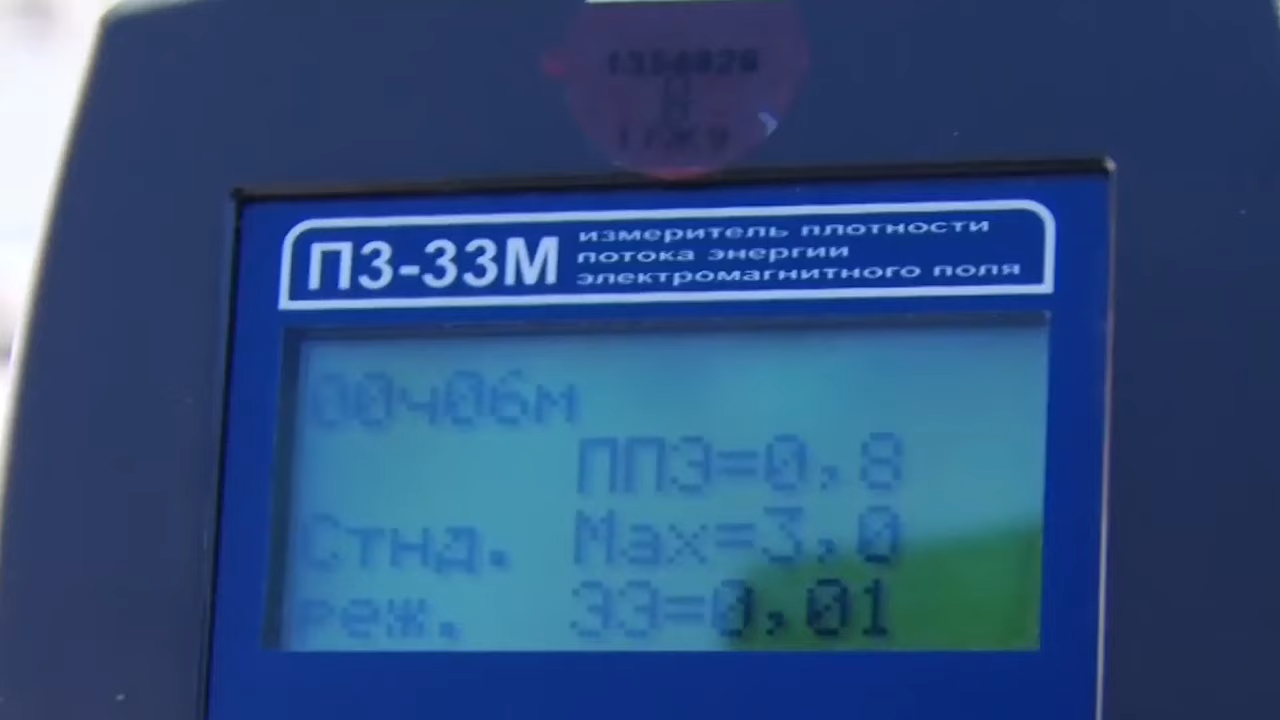 П3-33М
измеритель плотности
потока энергии
электромагнитного поля
00ч06м
ППЭ=0,8
Стнд. Max=3,0
реж. ЭЭ=0,01